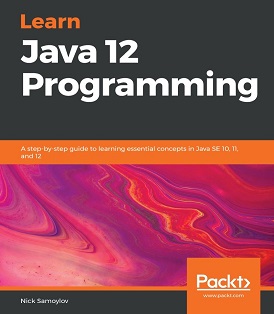 Learn
Java 12
Programming
A step-by-step guide to learning essential concepts in Java SE 10, 11,
and 12
Packt>
www.packt.com
Nick Samoylov